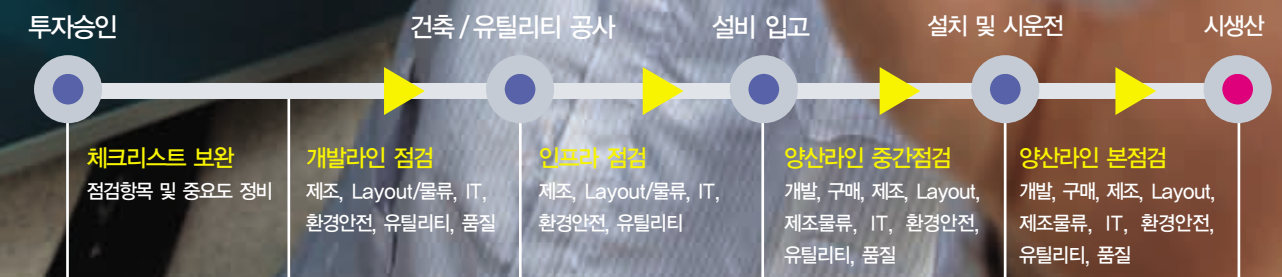 투자승인
건축 / 유틸리티 공사
설비 입고
설치 및 시운전
시생산
체크리스트 보완
점검항목 및 중요도 정비
개발라인 점검
제조, Layout/물류, IT,
환경안전, 유틸리티, 품질
인프라 점검
제조, Layout/물류, IT,
환경안전, 유틸리티
양산라인 중간점검
개발, 구매, 제조, Layout,
제조물류, IT, 환경안전,
유틸리티, 품질
양산라인 본점검
개발, 구매, 제조, Layout,
제조물류, IT, 환경안전,
유틸리티, 품질